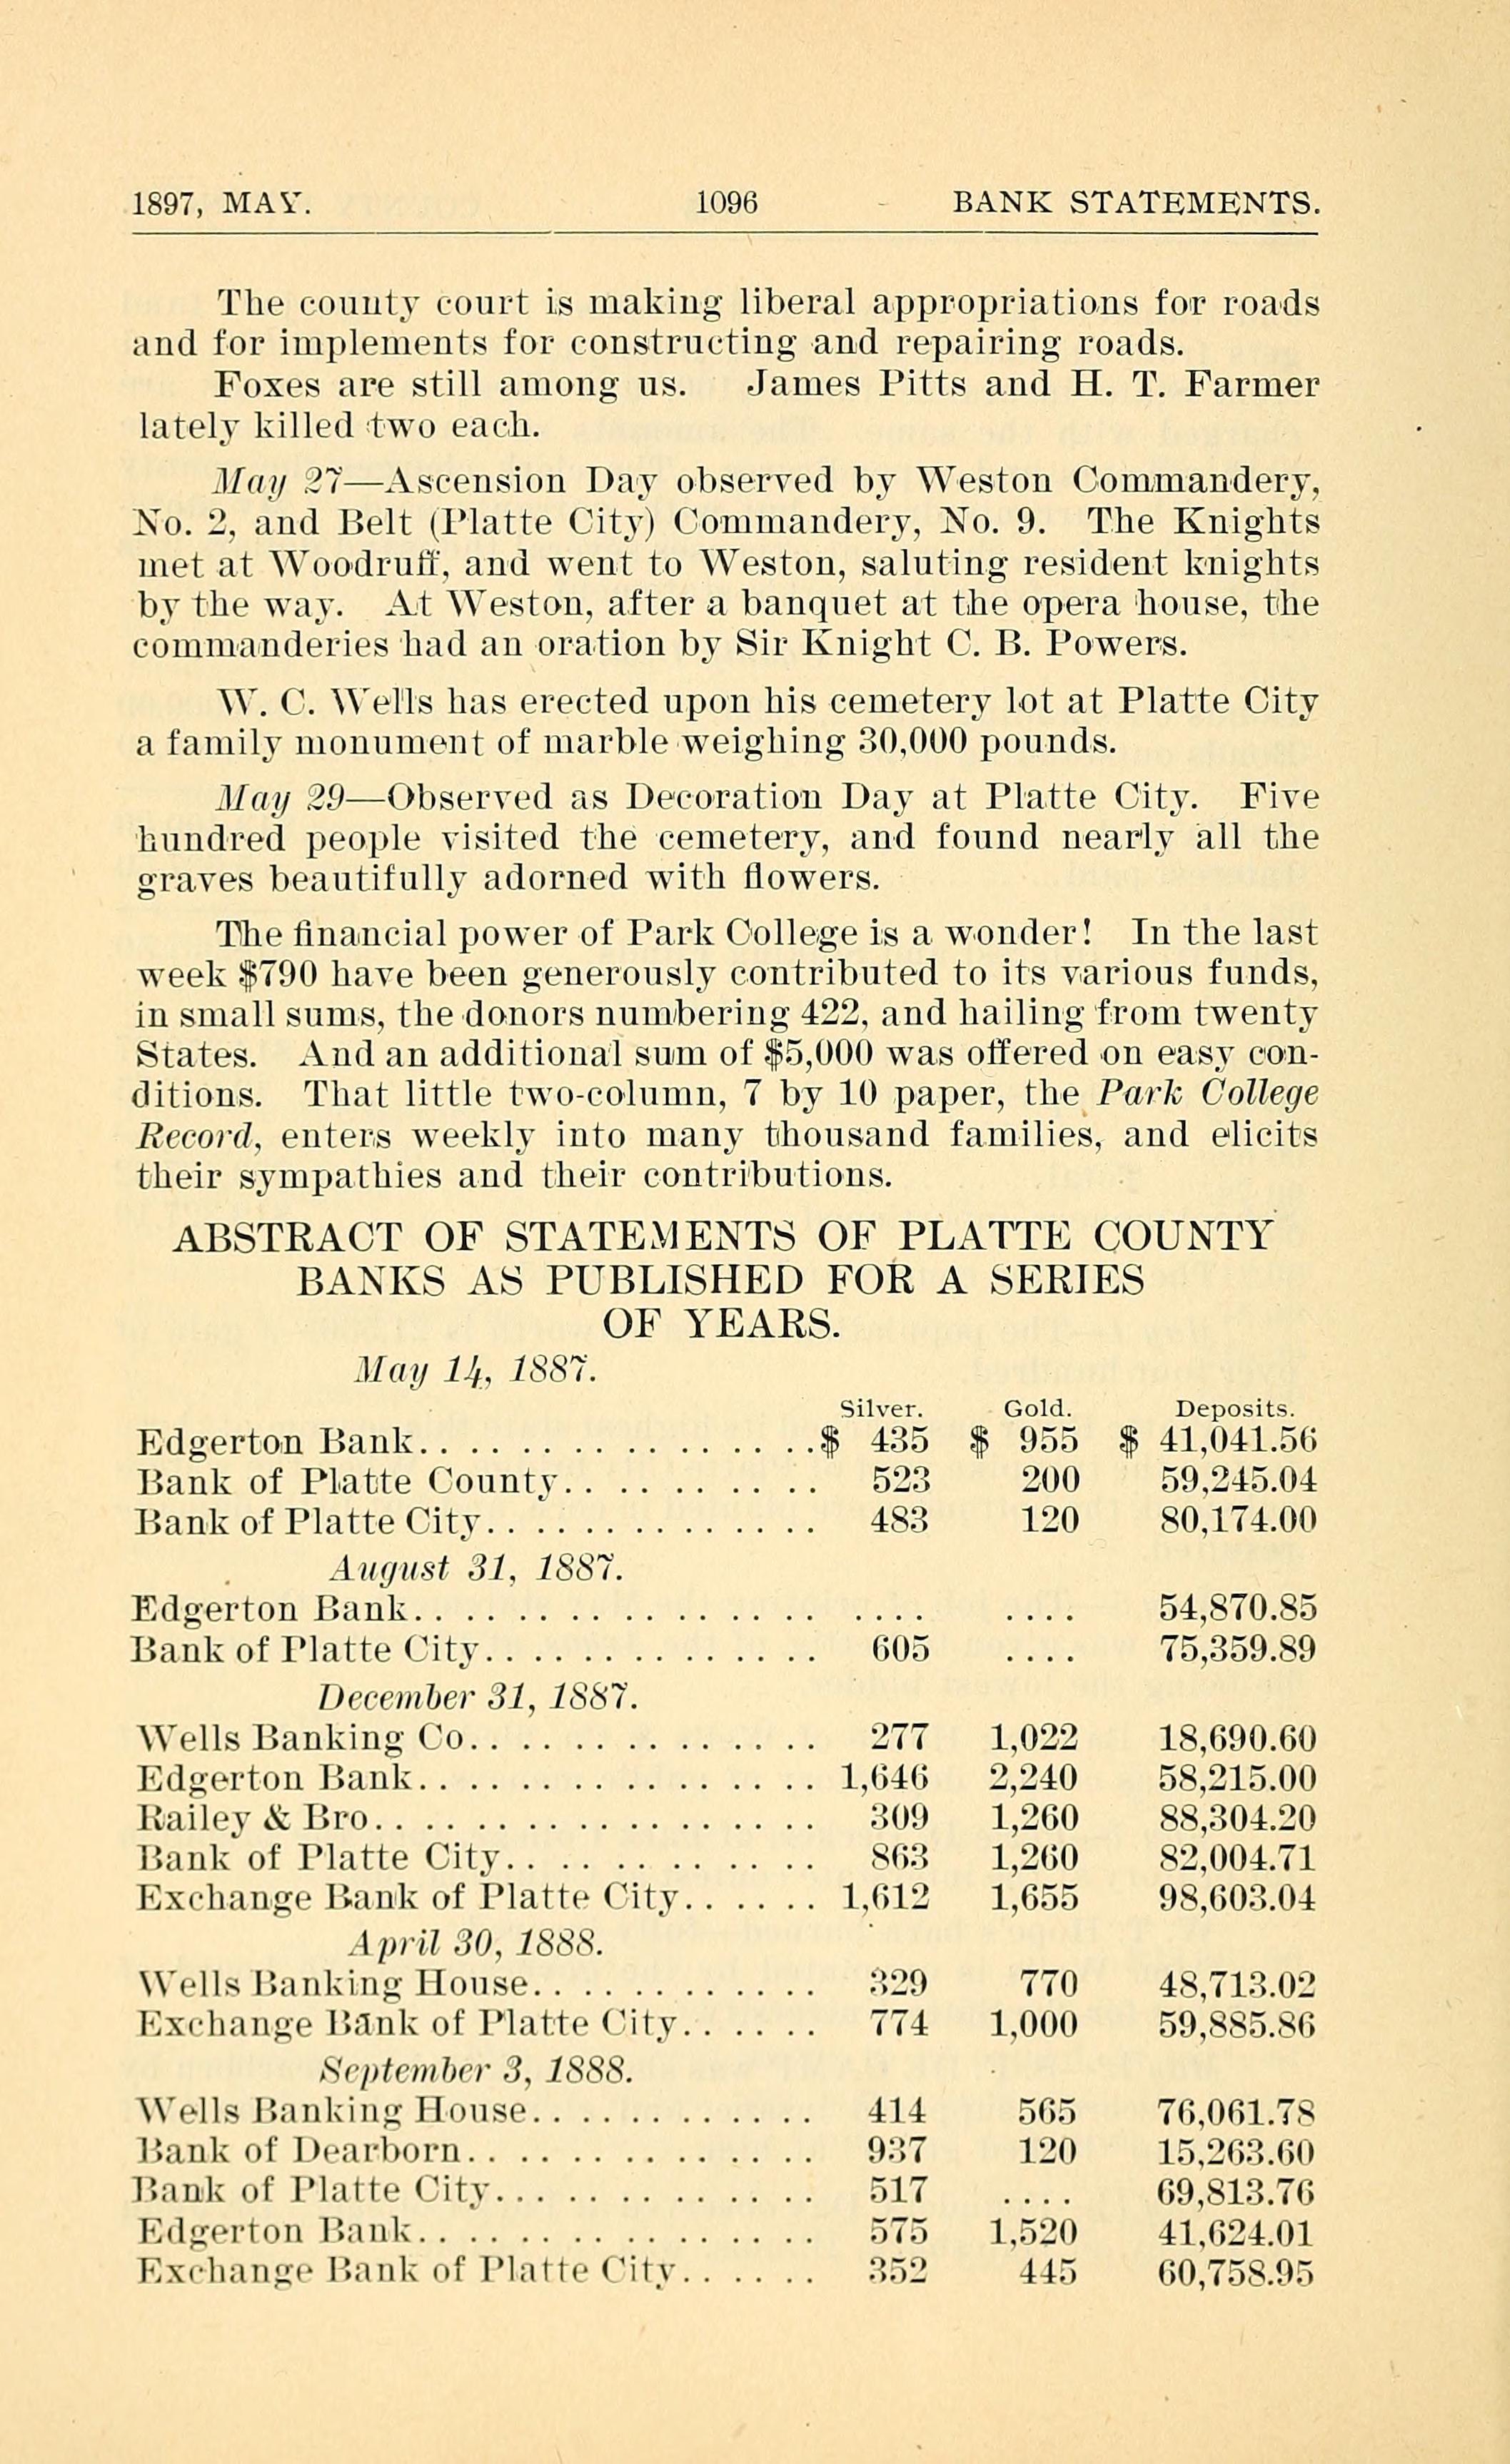 1897, MAY. 1096 BANK STATEMENTS.
The county court is making liberal appropriations for roads
and for implements for constructing and repairing roads.
Foxes are still among us. James Pitts and H. T. Farmer
lately killed two each.
May 27—Ascension Day observed by Weston Commandery,
No. 2, and Belt (Platte City) Commandery, No. 9. The Knights
met at Woodruff, and went to Weston, saluting resident knights
by the way. At Weston, after a banquet at the opera house, the
commanderies had an oration by Sir Knight C. B. Powers.
W. C. Wells has erected upon his cemetery lot at Platte City
a family monument of marble weighing 30,000 pounds.
May 29—Observed as Decoration Day at Platte City. Five
hundred people visited the cemetery, and found nearly all the
graves beautifully adorned with flowers.
The financial power of Park College is a wonder! In the last
week $790 have been generously contributed to its various funds,
in small sums, the donors numbering 422, and hailing from twenty
States. And an additional sum of $5,000 was offered on easy con-
ditions. That little two-column, 7 by 10 paper, the Park College
Record, enters weekly into many thousand families, and elicits
their sympathies and their contributions.
ABSTRACT OF STATEMENTS OF PLATTE COUNTY
BANKS AS PUBLISHED FOR A SERIES
OF YEARS.
May 14, 1887.
Silver. Gold. Deposits.
Edgerton Bank.................$ 435 $ 955 $ 41,041.56
Bank of Platte County........... 523 200 59,245.04
Bank of Platte City.............. 483 120 80,174.00
August 31, 1887.
Edgerton Bank................. .... .... 54,870.85
Bank of Platte City.............. 605 .... 75,359.89
December 31, 1887.
Wells Banking Co............... 277 1,022 18,690.60
Edgerton Bank................. 1,646 2,240 58,215.00
Railey & Bro................... 309 1,260 88,304.20
Bank of Platte City............. 863 1,260 82,004.71
Exchange Bank of Platte City...... 1,612 1,655 98,603.04
April 30, 1888.
Wells Banking House............ 329 770 48,713.02
Exchange Bank of Platte City...... 774 1,000 59,885.86
September 3, 1888.
Wells Banking House............ 414 565 76,061.78
Bank of Dearborn............... 937 120 15,263.60
Bank of Platte City.............. 517 .... 69,813.76
Edgerton Bank................. 575 1,520 41,624.01
Exchange Bank of Platte City...... 352 445 60,758.95